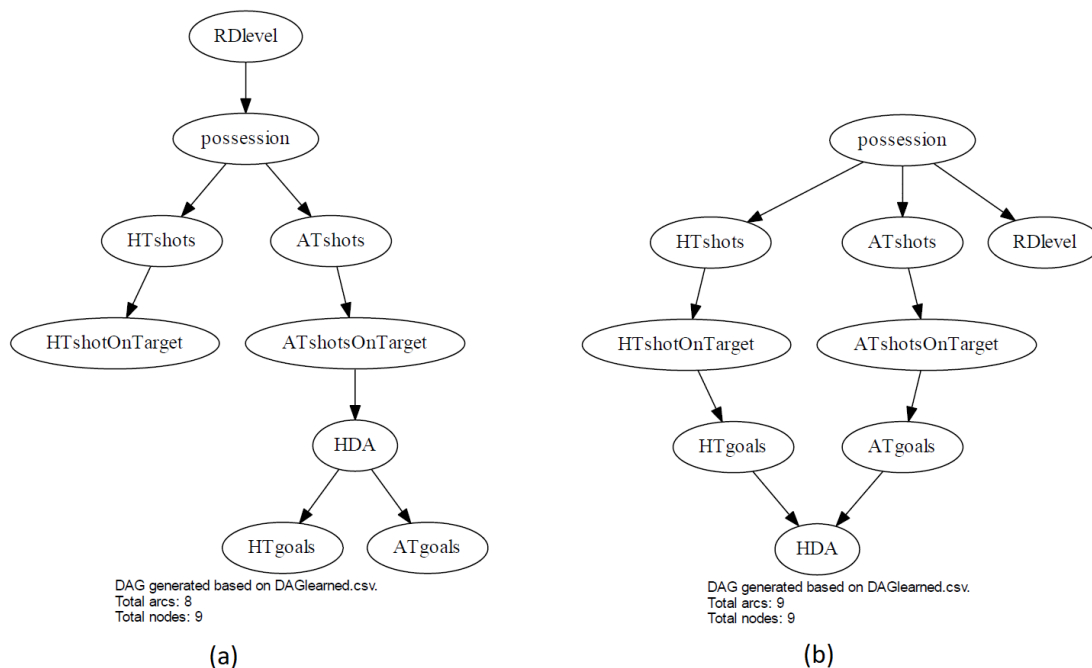 RDlevel
possession
HTshots
ATshots
HTshotOnTarget
ATshotsOnTarget
HDA
HTgoals
ATgoals
DAG generated based on DAGlearned.csv.
Total arcs: 8
Total nodes: 9
(a)
possession
HTshots
ATshots
RDlevel
HTshotOnTarget
ATshotsOnTarget
HTgoals
ATgoals
HDA
DAG generated based on DAGlearned.csv.
Total arcs: 9
Total nodes: 9
(b)